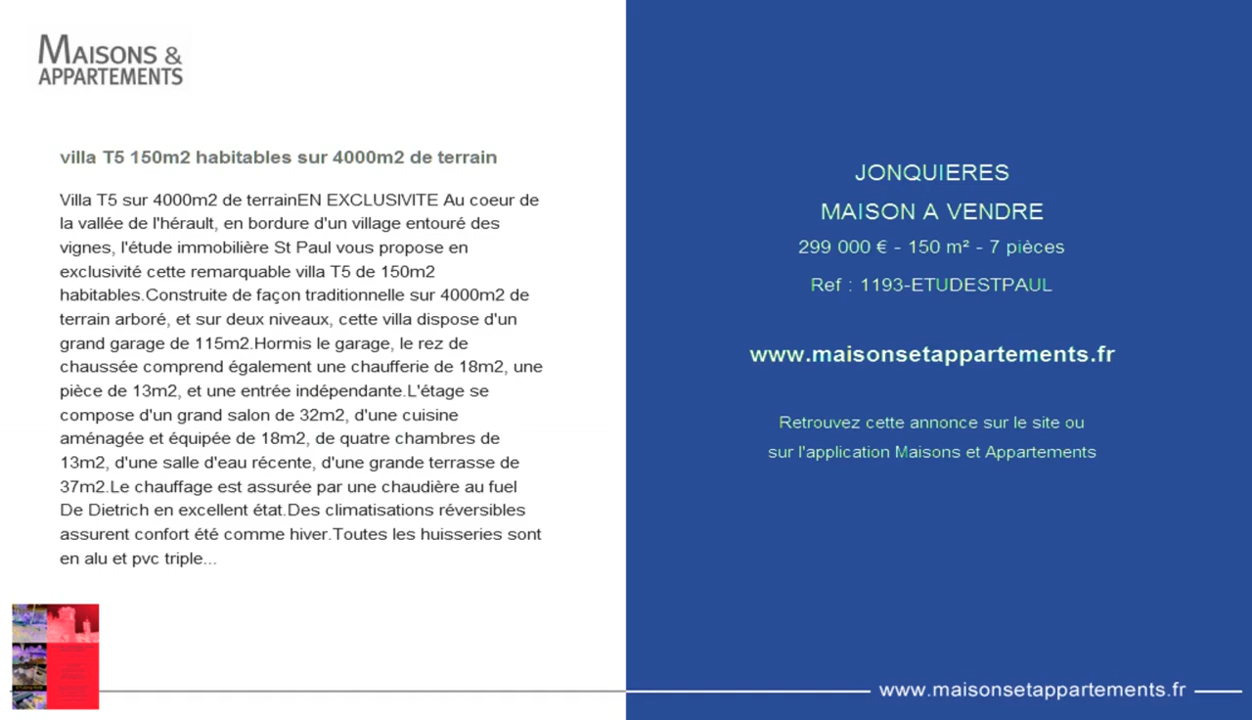 MAISONS &
APPARTEMENTS
villa T5 150m2 habitables sur 4000m2 de terrain
Villa T5 sur 4000m2 de terrainEN EXCLUSIVITE Au coeur de
la vallée de l'hérault, en bordure d'un village entouré des
vignes, l'étude immobilière St Paul vous propose en
exclusivité cette remarquable villa T5 de 150m2
habitables.Construite de façon traditionnelle sur 4000m2 de
terrain arboré, et sur deux niveaux, cette villa dispose d'un
grand garage de 115m2.Hormis le garage, le rez de
chaussée comprend également une chaufferie de 18m2, une
pièce de 13m2, et une entrée indépendante.L'étage se
compose d'un grand salon de 32m2, d'une cuisine
aménagée et équipée de 18m2, de quatre chambres de
13m2, d'une salle d'eau récente, d'une grande terrasse de
37m2.Le chauffage est assurée par une chaudière au fuel
De Dietrich en excellent état.Des climatisations réversibles
assurent confort été comme hiver.Toutes les huisseries sont
en alu et pvc triple...
JONQUIERES
MAISON A VENDRE
299 000 € - 150 m² - 7 pièces
Ref : 1193-ETUDESTPAUL
www.maisonsetappartements.fr
Retrouvez cette annonce sur le site ou
sur l'application Maisons et Appartements
www.maisonsetappartements.fr